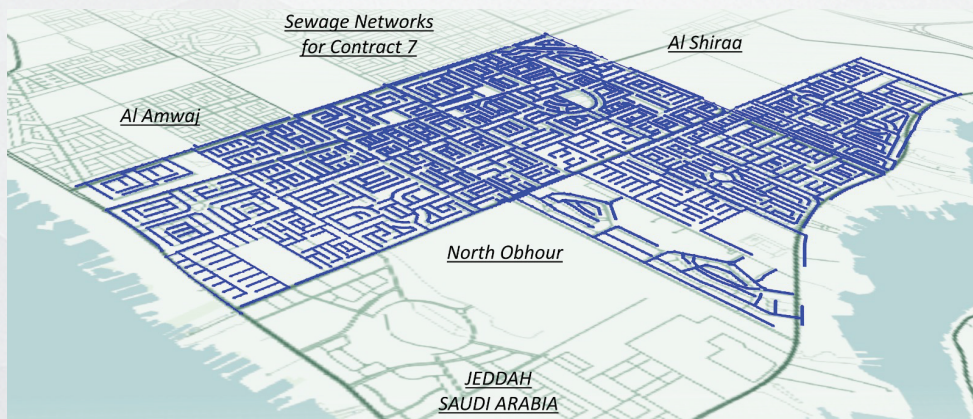 Sewage Networks
for Contract 7
Al Shiraa
Al Amwaj
North Obhour
JEDDAH
SAUDI ARABIA